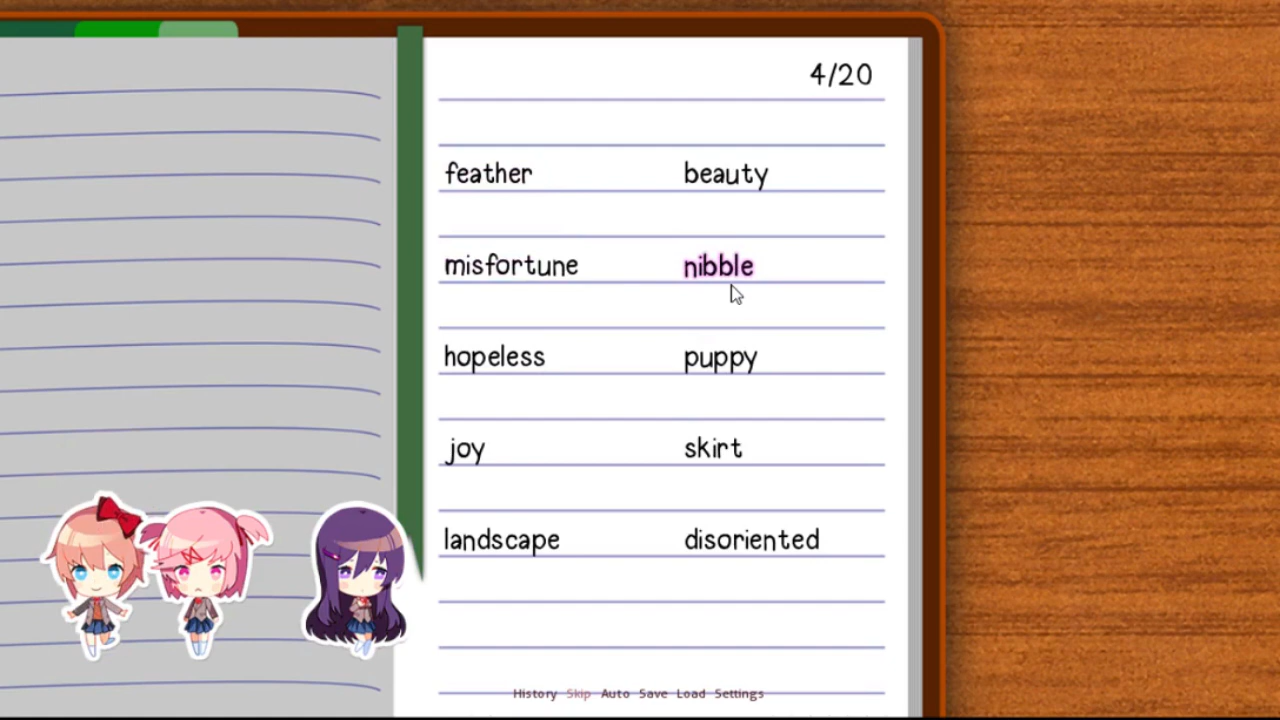 4/20
feather beauty
misfortune nibble
hopeless puppy
joy skirt
landscape disoriented
History Skip Auto Save Load Settings